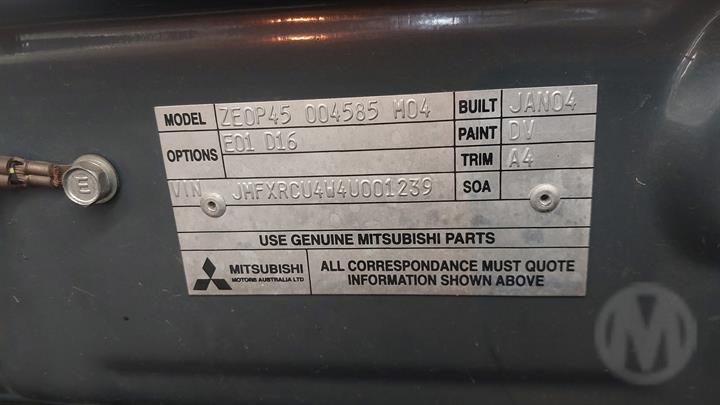 MODEL ZE0P45 004585 M04 BUILT JAN04
OPTIONS E01 D16 PAINT DV
TRIM A4
VIN JMFXRCU4W4U001239 SOA
USE GENUINE MITSUBISHI PARTS
MITSUBISHI
MOTORS AUSTRALIA LTD
ALL CORRESPONDANCE MUST QUOTE
INFORMATION SHOWN ABOVE
8
M